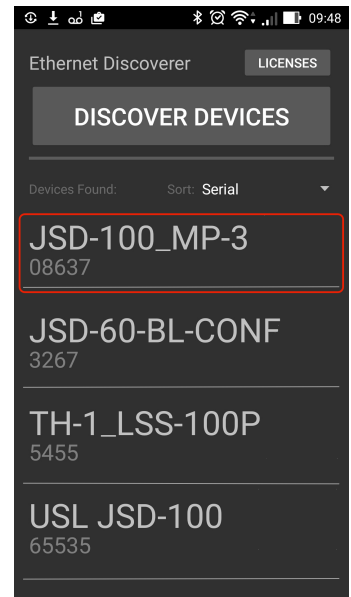 09:48
Ethernet Discoverer LICENSES
DISCOVER DEVICES
Devices Found: Sort: Serial
JSD-100_MP-3
08637
JSD-60-BL-CONF
3267
TH-1_LSS-100P
5455
USL JSD-100
65535